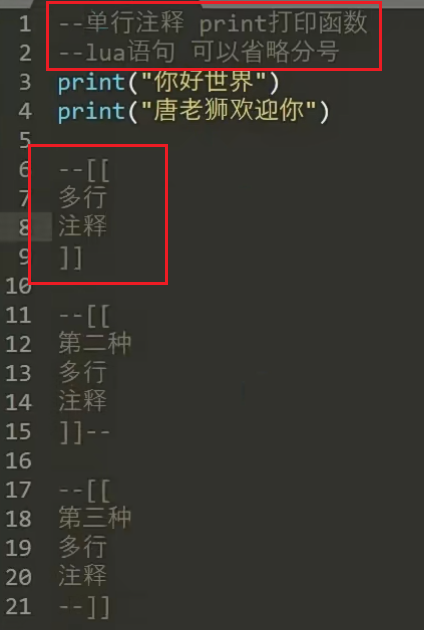 1 --单行注释 print打印函数
2 --lua语句 可以省略分号
3 print("你好世界")
4 print("唐老狮欢迎你")
5
6 --[[
7 多行
8 注释
9 ]]
10
11 --[[
12 第二种
13 多行
14 注释
15 ]]--
16
17 --[[
18 第三种
19 多行
20 注释
21 --]]